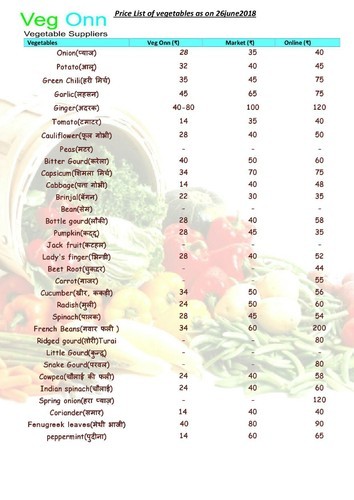 Veg Onn
Vegetable Suppliers
Price List of vegetables as on 26june2018
Vegetables Veg Onn (₹) Market (₹) Online (₹)
Onion(प्याज) 28 35 40
Potato(आलू) 32 40 45
Green Chili(हरी मिर्च) 35 45 75
Garlic(लहसन) 45 65 75
Ginger(अदरक) 40-80 100 120
Tomato(टमाटर) 14 35 40
Cauliflower(फूल गोभी) 28 40 50
Peas(मटर) - - -
Bitter Gourd(करेला) 40 50 60
Capsicum(शिमला मिर्च) 34 70 75
Cabbage(पत्ता गोभी) 14 40 48
Brinjal(बेंगन) 22 30 35
Bean(सेम) - - -
Bottle gourd(लौकी) 28 40 58
Pumpkin(कद्दू) 28 45 35
Jack fruit(कटहल) - - -
Lady's finger(भिन्डी) 28 40 52
Beet Root(चुकंदर) - - 44
Carrot(गाजर) - - 55
Cucumber(खीर, ककड़ी) 34 50 56
Radish(मुली) 24 50 60
Spinach(पालक) 28 45 54
French Beans(गवार फली ) 34 60 200
Ridged gourd(तोरी)Turai - - 80
Little Gourd(कुन्दू) - - -
Snake Gourd(परवल) - - 80
Cowpea(चौलाई की फली) 24 40 58
Indian spinach(चौलाई) 24 40 60
Spring onion(हरा प्याज) - - 120
Coriander(समार) 14 40 40
Fenugreek leaves(मेथी भाजी) 40 80 90
peppermint(पुदीना) 14 60 65